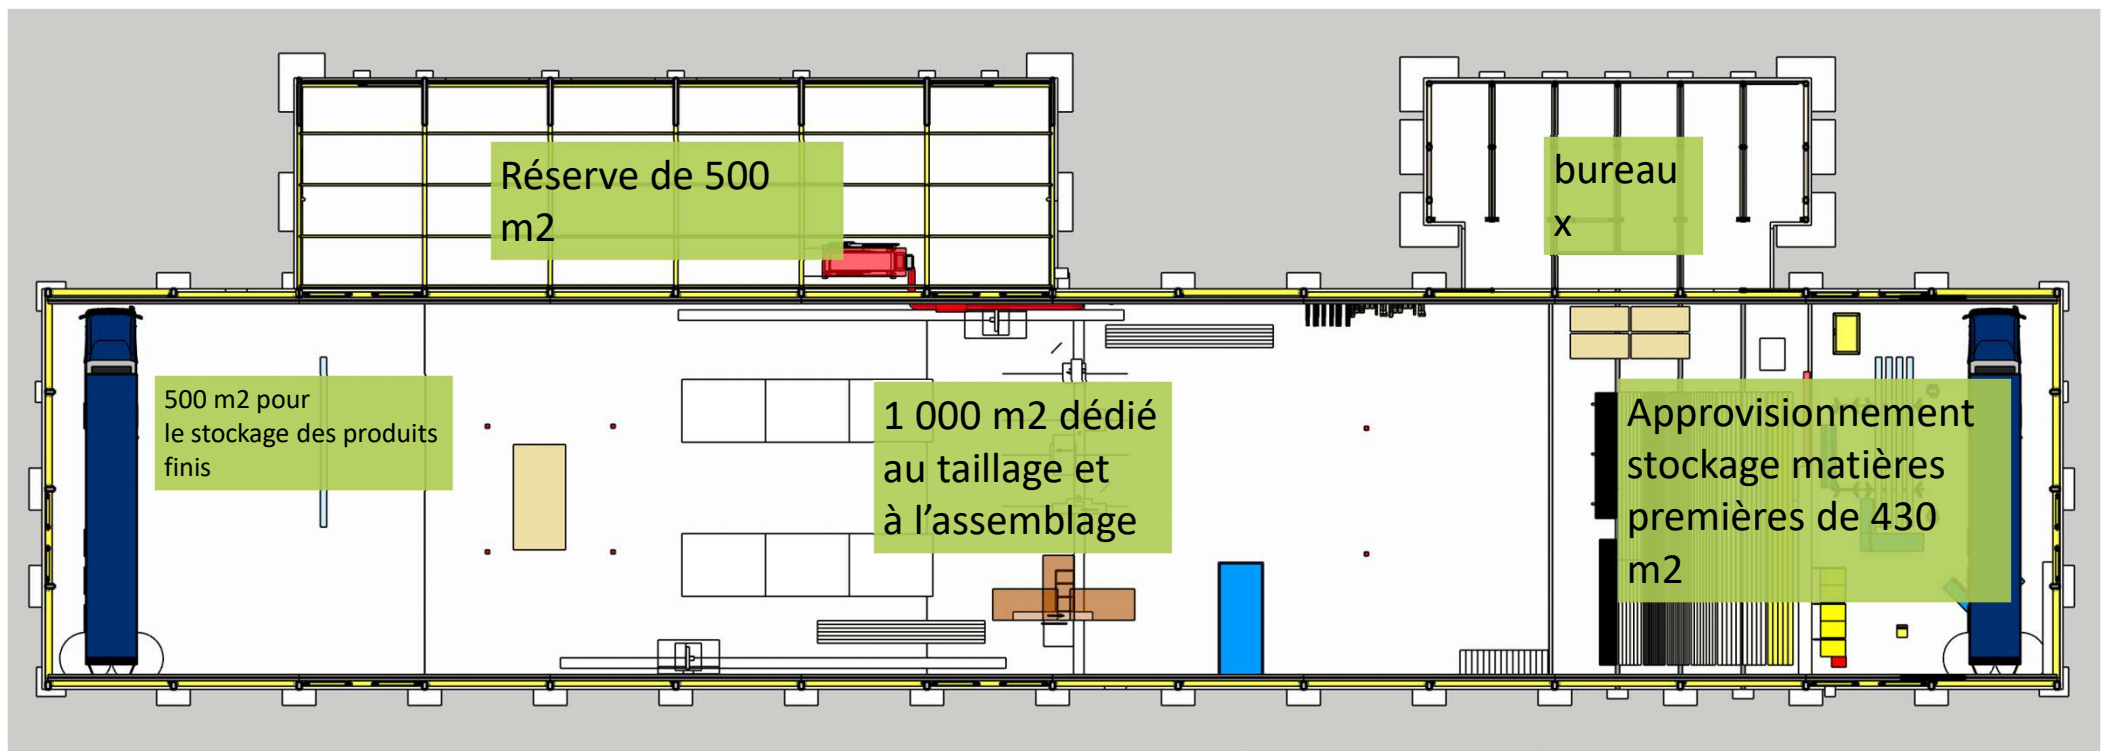 Réserve de 500
m2
bureau
x
500 m2 pour
le stockage des produits
finis
1 000 m2 dédié
au taillage et
à l’assemblage
Approvisionnement
stockage matières
premières de 430
m2